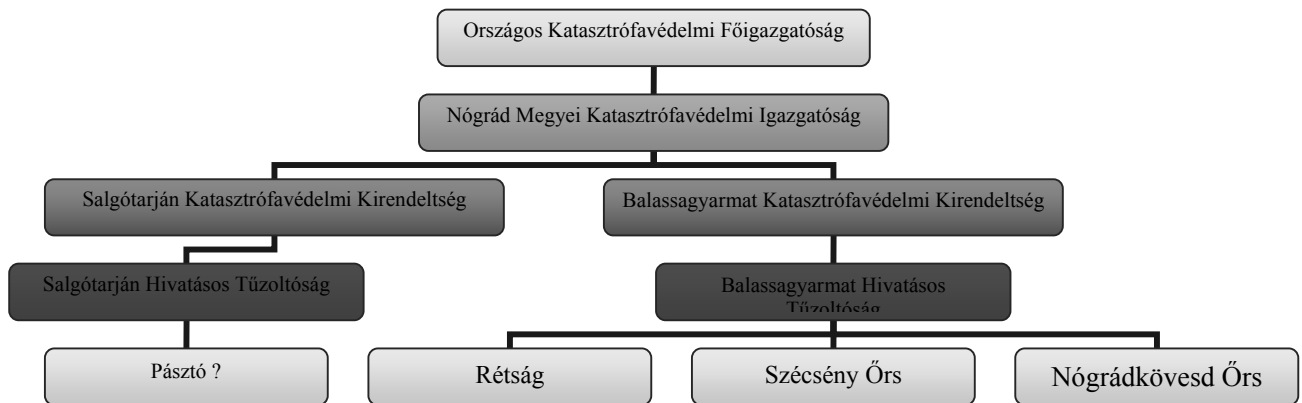 Országos Katasztrófavédelmi Főigazgatóság
Nógrád Megyei Katasztrófavédelmi Igazgatóság
Salgótarján Katasztrófavédelmi Kirendeltség
Balassagyarmat Katasztrófavédelmi Kirendeltség
Salgótarján Hivatásos Tűzoltóság
Balassagyarmat Hivatásos
Tűzoltóság
Pásztó ?
Rétság
Szécsény Őrs
Nógrádkövesd Őrs